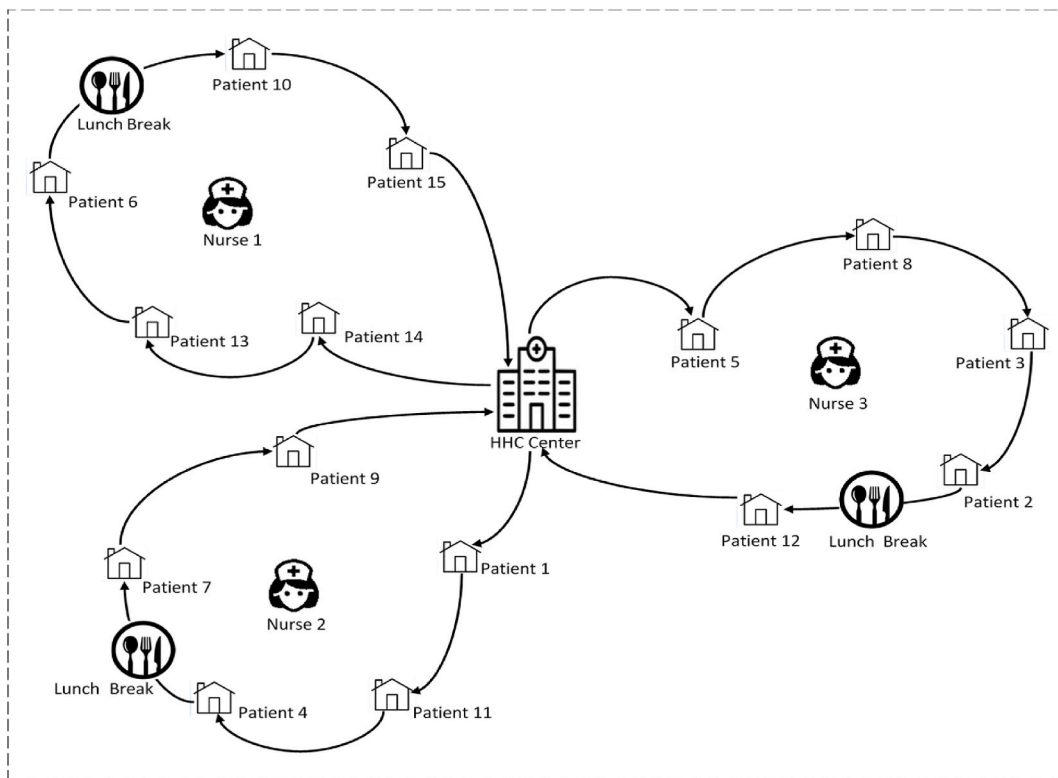 Patient 10
Lunch Break
Patient 15
Patient 6
Nurse 1
Patient 8
Patient 13
Patient 14
Patient 5
Patient 3
Nurse 3
HHC Center
Patient 9
Patient 2
Patient 12
Lunch Break
Patient 1
Patient 7
Nurse 2
Lunch Break
Patient 4
Patient 11